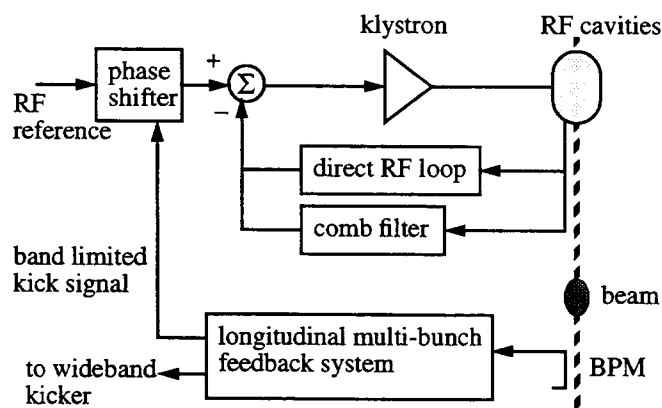 klystron
RF cavities
phase
shifter
+
Σ
−
RF
reference
direct RF loop
comb filter
band limited
kick signal
beam
longitudinal multi-bunch
feedback system
to wideband
kicker
BPM